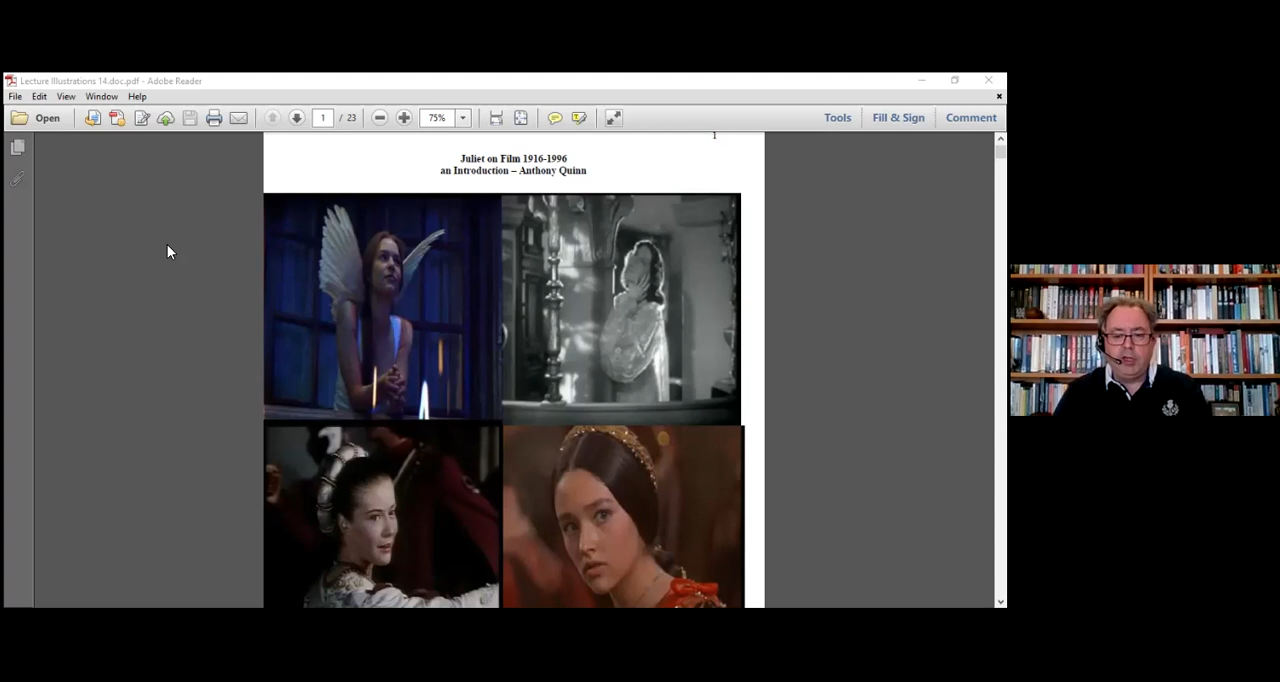 Lecture Illustrations 14.doc.pdf - Adobe Reader
File Edit View Window Help
Open 1 / 23 75% Tools Fill & Sign Comment
1
Juliet on Film 1916-1996
an Introduction – Anthony Quinn